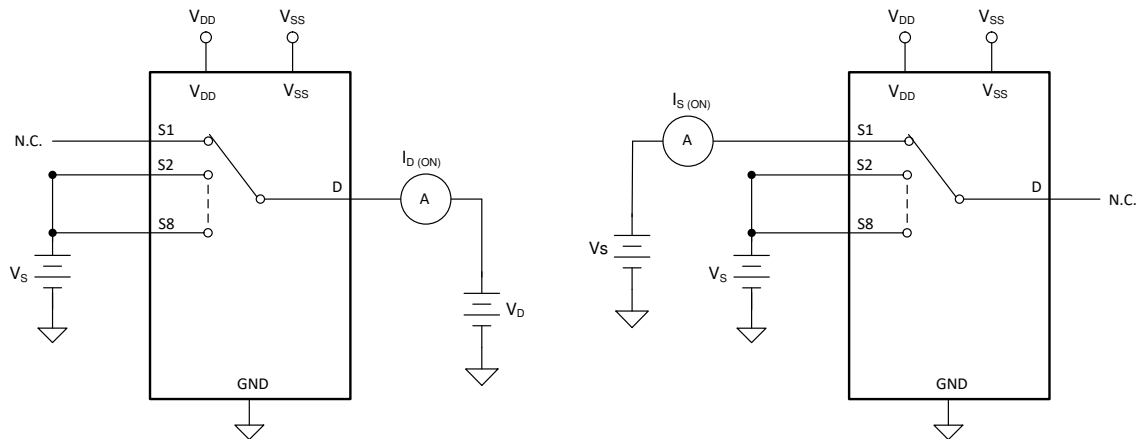 VDD
VSS
VDD
VSS
N.C.
S1
S2
S8
D
ID (ON)
A
VS
VD
GND
VDD
VSS
VDD
VSS
IS (ON)
A
S1
S2
S8
D
N.C.
Vs
VS
GND